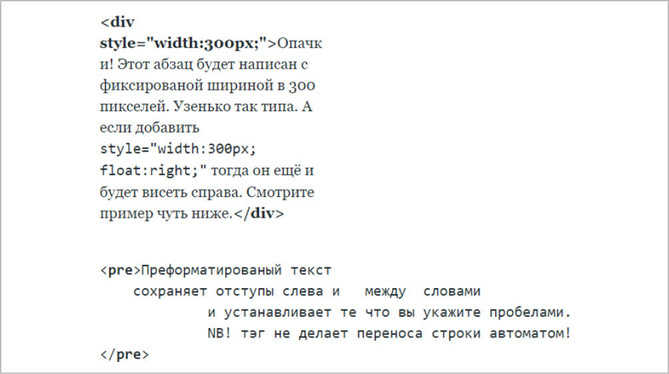 <div
style="width:300px;">Опачк
и! Этот абзац будет написан с
фиксированой шириной в 300
пикселей. Узенько так типа. А
если добавить
style="width:300px;
float:right;" тогда он ещё и
будет висеть справа. Смотрите
пример чуть ниже.</div>
<pre>Преформатированый текст
    сохраняет отступы слева и   между  словами
             и устанавливает те что вы укажите пробелами.
             NB! тэг не делает переноса строки автоматом!
</pre>